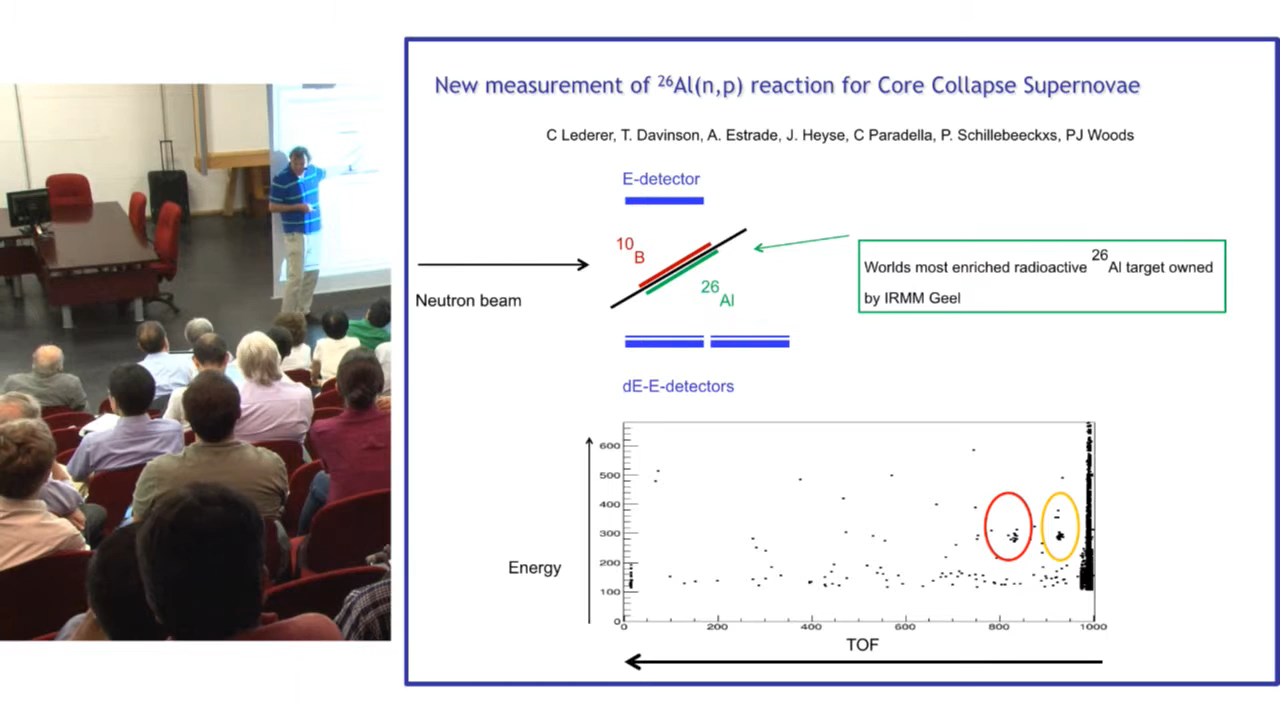 New measurement of ²⁶Al(n,p) reaction for Core Collapse Supernovae
C Lederer, T. Davinson, A. Estrade, J. Heyse, C Paradella, P. Schillebeeckxs, PJ Woods
E-detector
¹⁰B
²⁶Al
Neutron beam
Worlds most enriched radioactive ²⁶Al target owned
by IRMM Geel
dE-E-detectors
600
500
400
300
200
100
0
Energy
0 200 400 600 800 1000
TOF